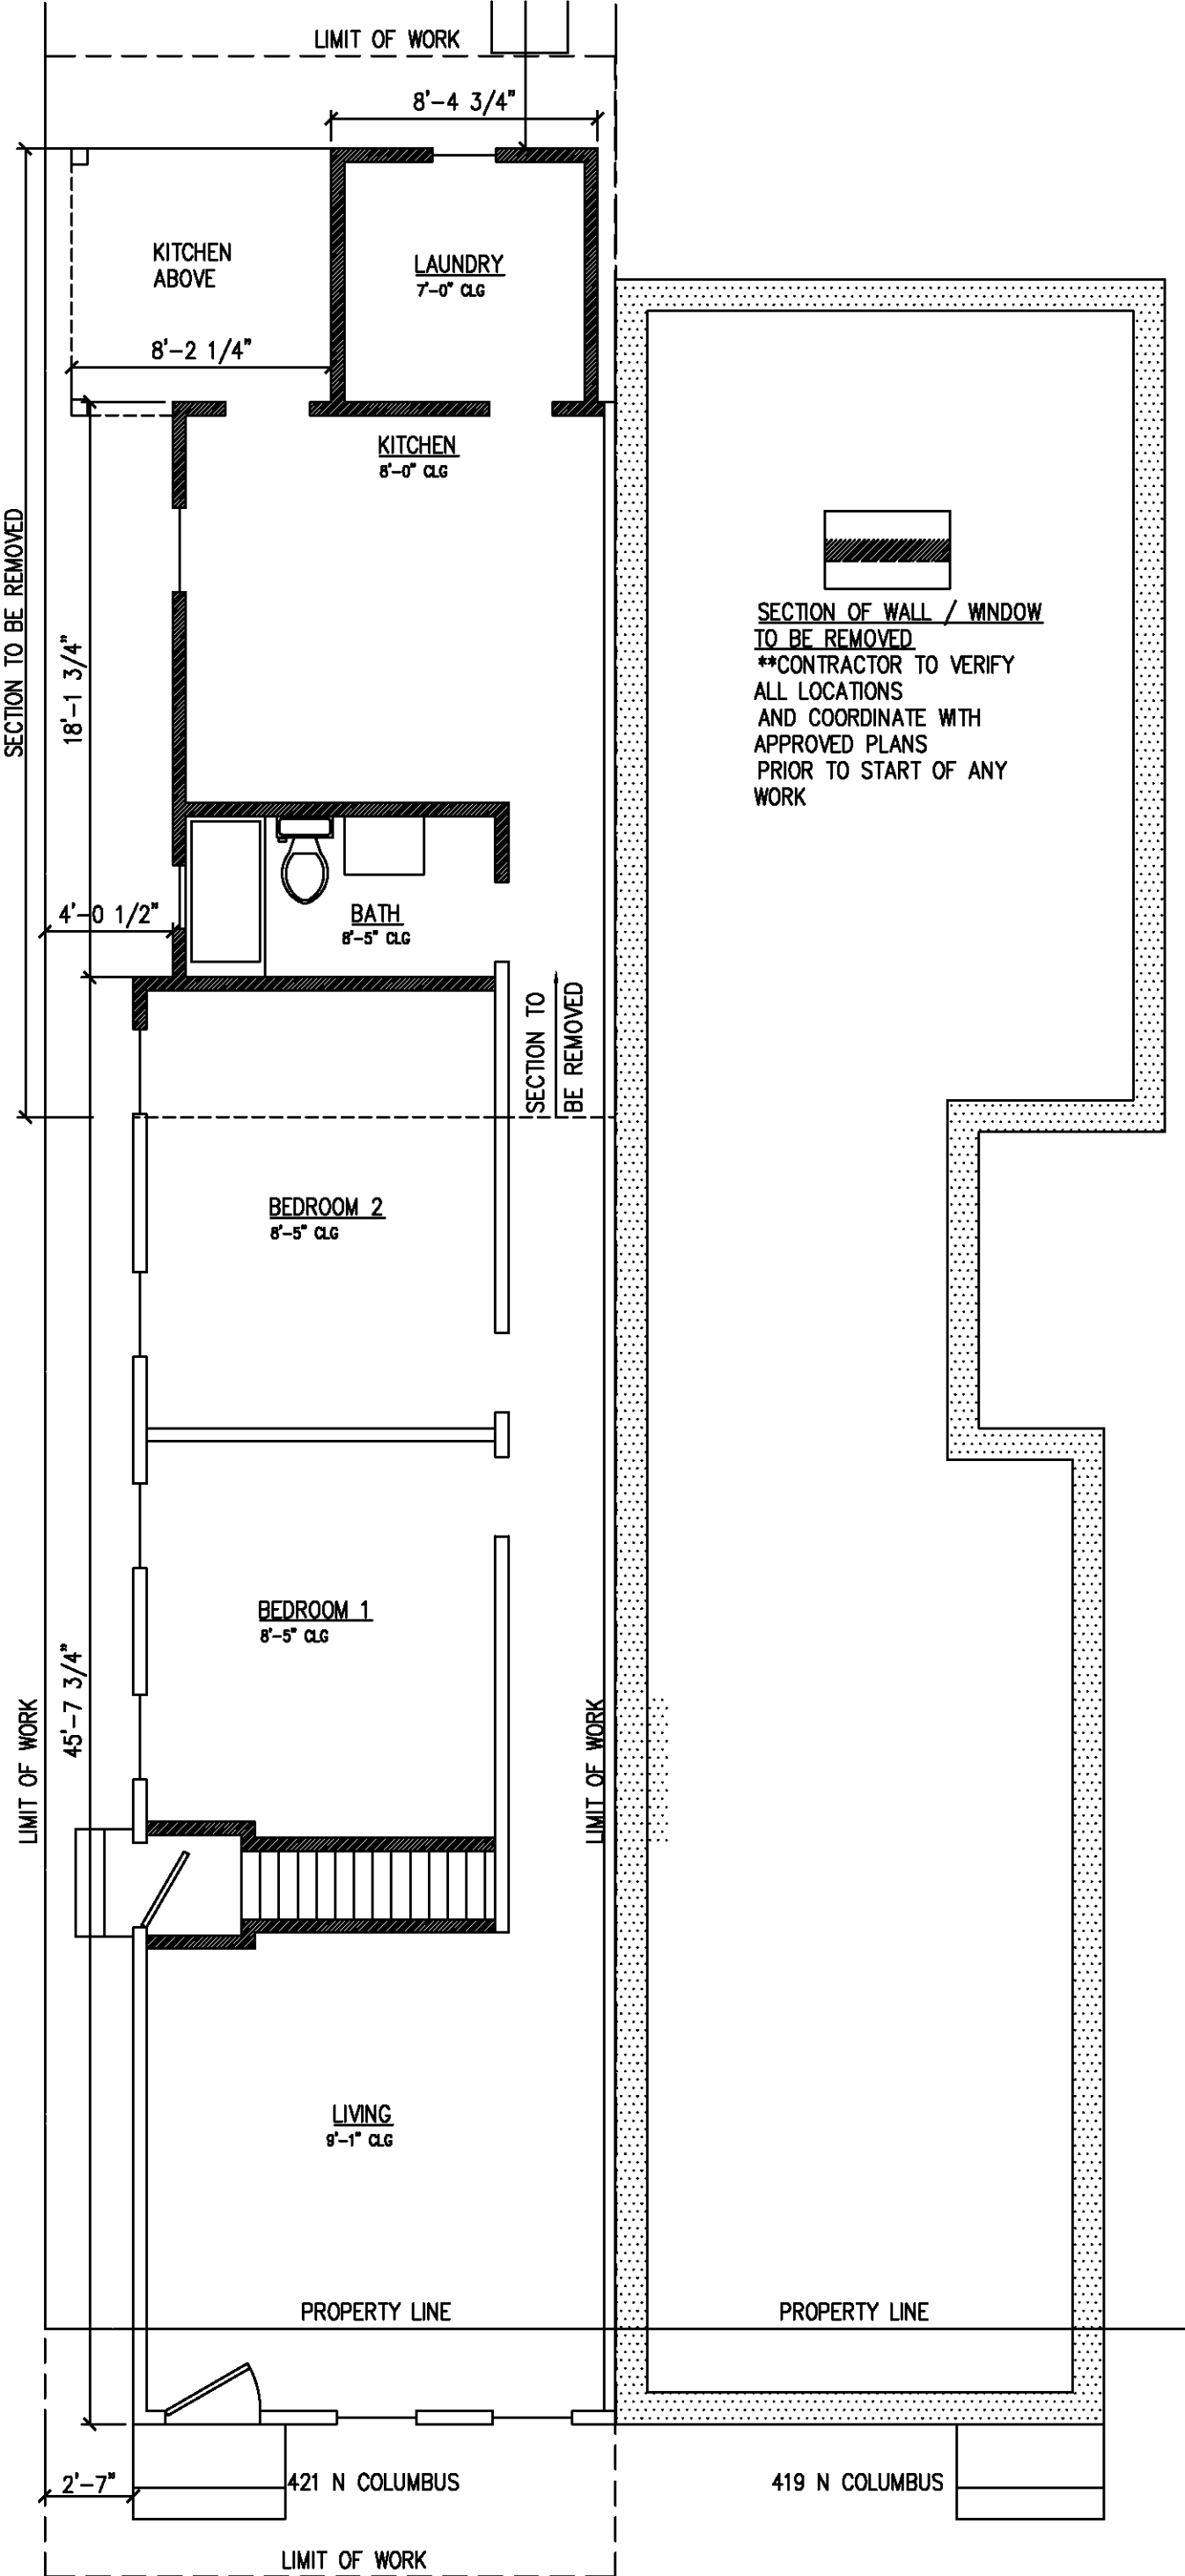 LIMIT OF WORK
8'-4 3/4"
KITCHEN
ABOVE
LAUNDRY
7'-0" CLG
8'-2 1/4"
KITCHEN
8'-0" CLG
SECTION TO BE REMOVED
18'-1 3/4"
SECTION OF WALL / WINDOW
TO BE REMOVED
**CONTRACTOR TO VERIFY
ALL LOCATIONS
AND COORDINATE WITH
APPROVED PLANS
PRIOR TO START OF ANY
WORK
4'-0 1/2"
BATH
8'-5" CLG
SECTION TO
BE REMOVED
BEDROOM 2
8'-5" CLG
BEDROOM 1
8'-5" CLG
LIMIT OF WORK
45'-7 3/4"
LIMIT OF WORK
LIVING
9'-1" CLG
PROPERTY LINE
PROPERTY LINE
2'-7"
421 N COLUMBUS
419 N COLUMBUS
LIMIT OF WORK